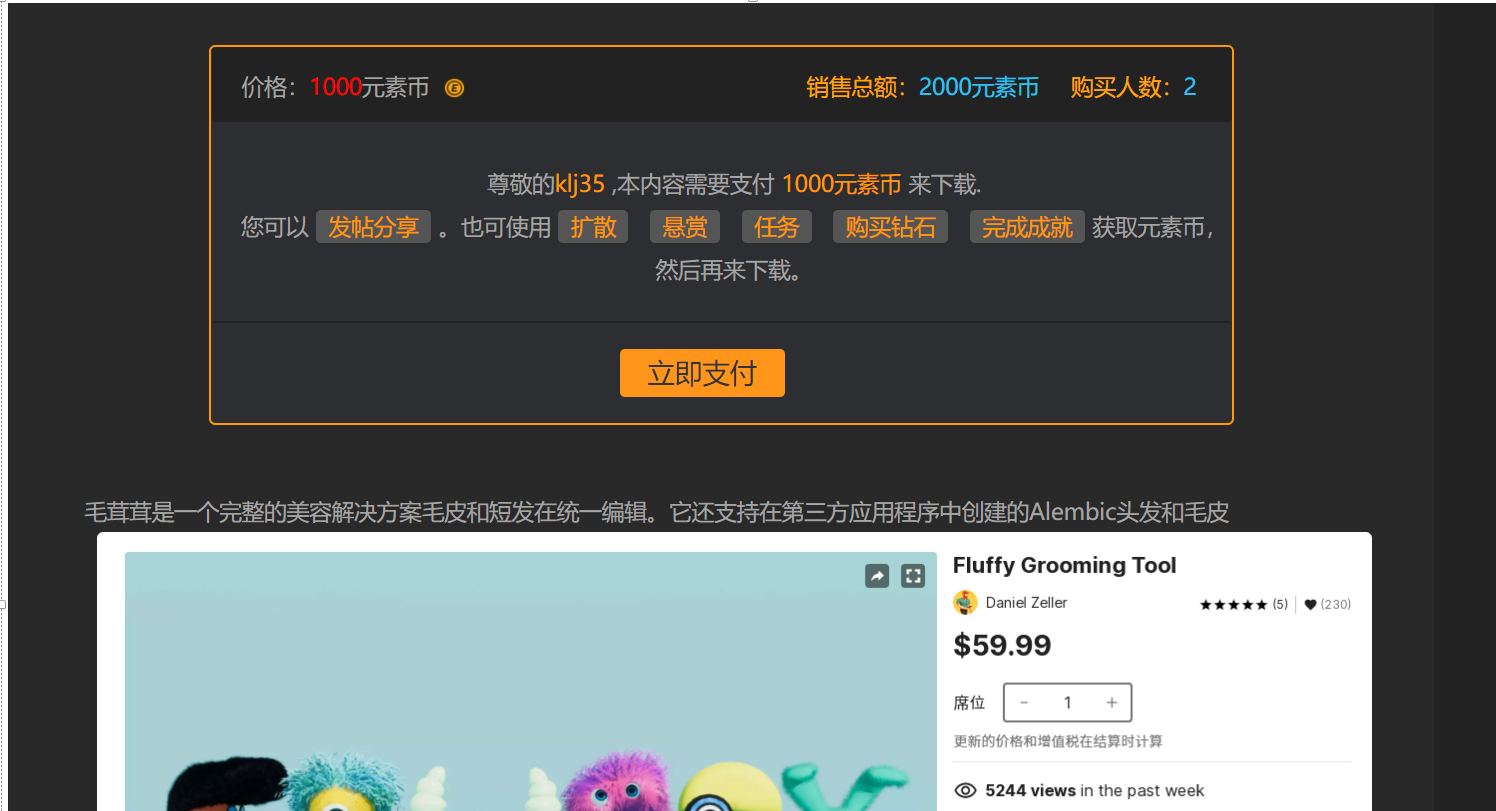 价格：1000元素币
销售总额：2000元素币 购买人数：2
尊敬的klj35 ,本内容需要支付 1000元素币 来下载.
您可以 发帖分享 。也可使用 扩散 悬赏 任务 购买钻石 完成成就 获取元素币，
然后再来下载。
立即支付
毛茸茸是一个完整的美容解决方案毛皮和短发在统一编辑。它还支持在第三方应用程序中创建的Alembic头发和毛皮
Fluffy Grooming Tool
Daniel Zeller
★★★★★ (5) | ♥ (230)
$59.99
席位 - 1 +
更新的价格和增值税在结算时计算
5244 views in the past week